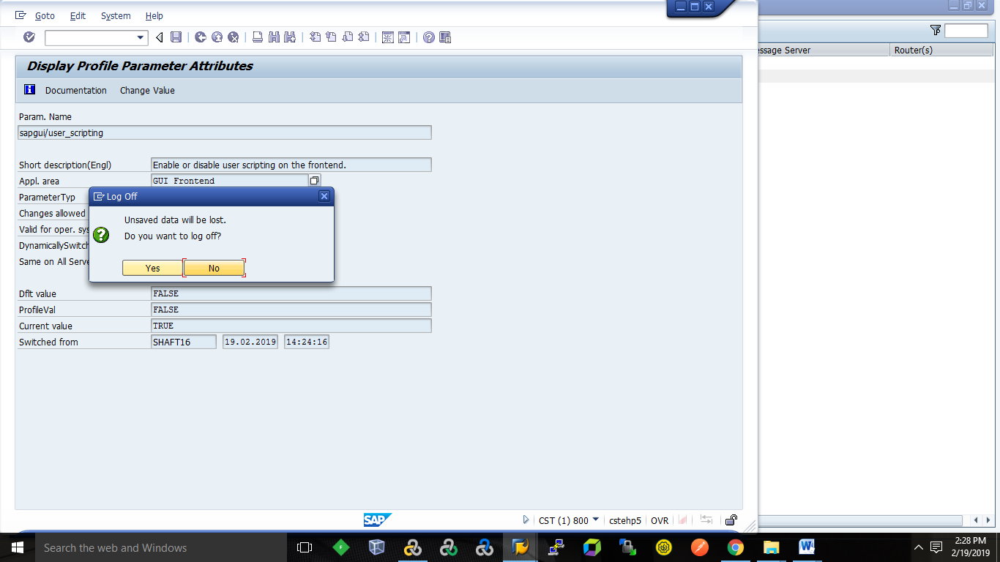 Goto Edit System Help
Display Profile Parameter Attributes
Documentation Change Value
Param. Name
sapgui/user_scripting
Short description(Engl) Enable or disable user scripting on the frontend.
Appl. area GUI Frontend
ParameterTyp
Changes allowed
Valid for oper. sys
DynamicallySwitch
Same on All Serve
Log Off
Unsaved data will be lost.
Do you want to log off?
Yes No
Dflt value FALSE
ProfileVal FALSE
Current value TRUE
Switched from SHAFT16 19.02.2019 14:24:16
SAP CST (1) 800 cstehp5 OVR
essage Server Router(s)
Search the web and Windows
2:28 PM
2/19/2019